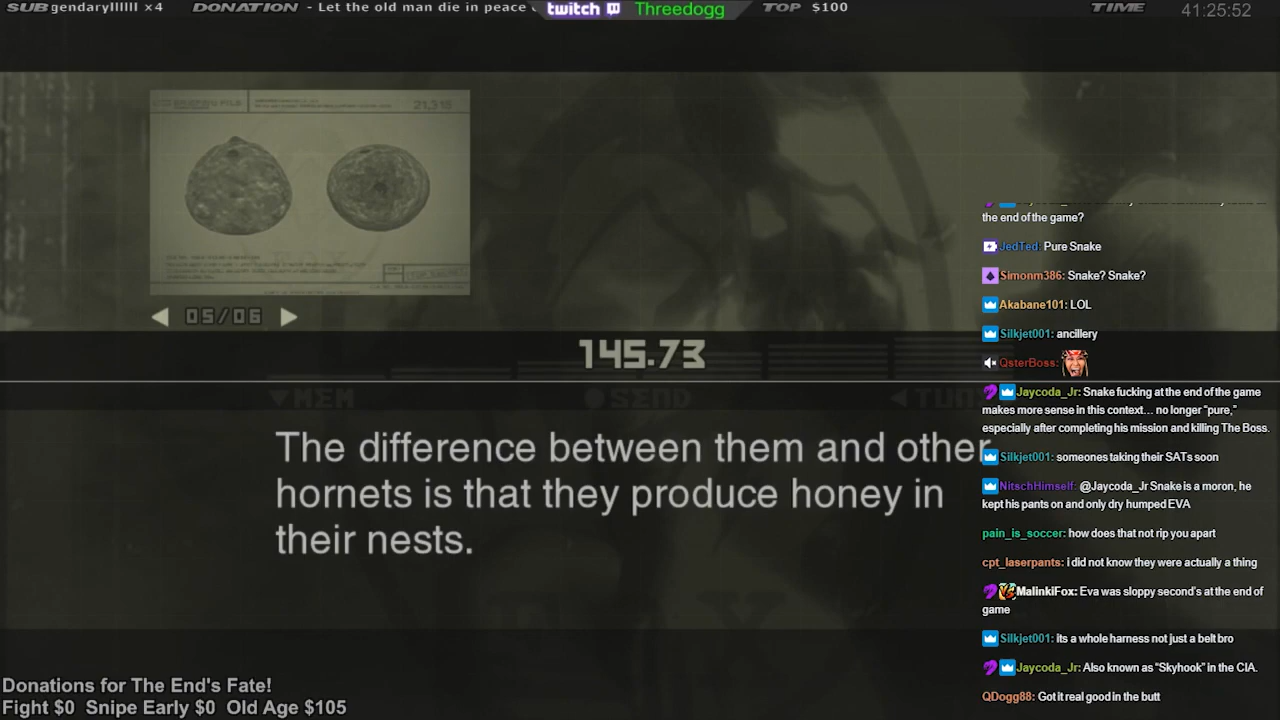 SUB gendarylllll ×4 DONATION - Let the old man die in peace twitch Threedogg TOP $100 TIME 41:25:52
21,315
05/06
145.73
MEM SEND TUN
The difference between them and other
hornets is that they produce honey in
their nests.
the end of the game?
JedTed: Pure Snake
Simonm386: Snake? Snake?
Akabane101: LOL
Silkjet001: ancillery
QsterBoss:
Jaycoda_Jr: Snake fucking at the end of the game
makes more sense in this context… no longer “pure,”
especially after completing his mission and killing The Boss.
Silkjet001: someones taking their SATs soon
NitschHimself: @Jaycoda_Jr Snake is a moron, he
kept his pants on and only dry humped EVA
pain_is_soccer: how does that not rip you apart
cpt_laserpants: i did not know they were actually a thing
MalinkiFox: Eva was sloppy second's at the end of
game
Silkjet001: its a whole harness not just a belt bro
Jaycoda_Jr: Also known as “Skyhook” in the CIA.
QDogg88: Got it real good in the butt
Donations for The End's Fate!
Fight $0 Snipe Early $0 Old Age $105